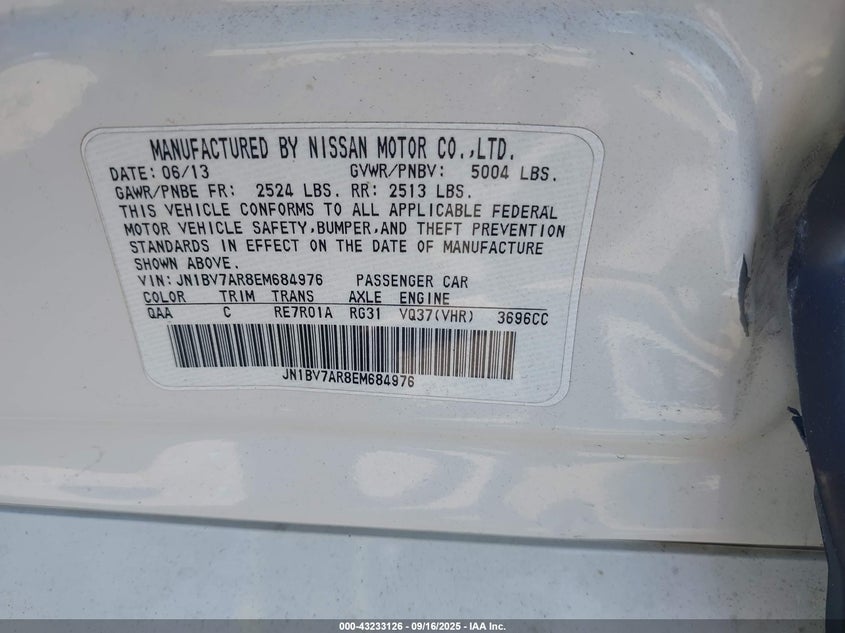 MANUFACTURED BY NISSAN MOTOR CO.,LTD.
DATE: 06/13 GVWR/PNBV: 5004 LBS.
GAWR/PNBE FR: 2524 LBS. RR: 2513 LBS.
THIS VEHICLE CONFORMS TO ALL APPLICABLE FEDERAL
MOTOR VEHICLE SAFETY,BUMPER,AND THEFT PREVENTION
STANDARDS IN EFFECT ON THE DATE OF MANUFACTURE
SHOWN ABOVE.
VIN: JN1BV7AR8EM684976 PASSENGER CAR
COLOR TRIM TRANS AXLE ENGINE
QAA C RE7R01A RG31 VQ37(VHR) 3696CC
JN1BV7AR8EM684976
000-43233126 - 09/16/2025 - IAA Inc.